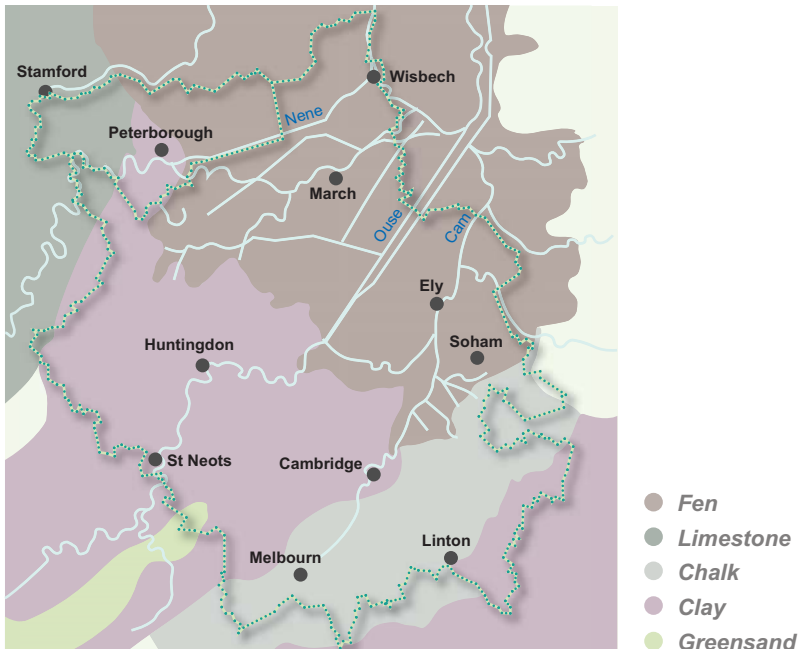 Stamford
Wisbech
Nene
Peterborough
March
Ouse
Cam
Ely
Huntingdon
Soham
St Neots
Cambridge
Melbourn
Linton
Fen
Limestone
Chalk
Clay
Greensand